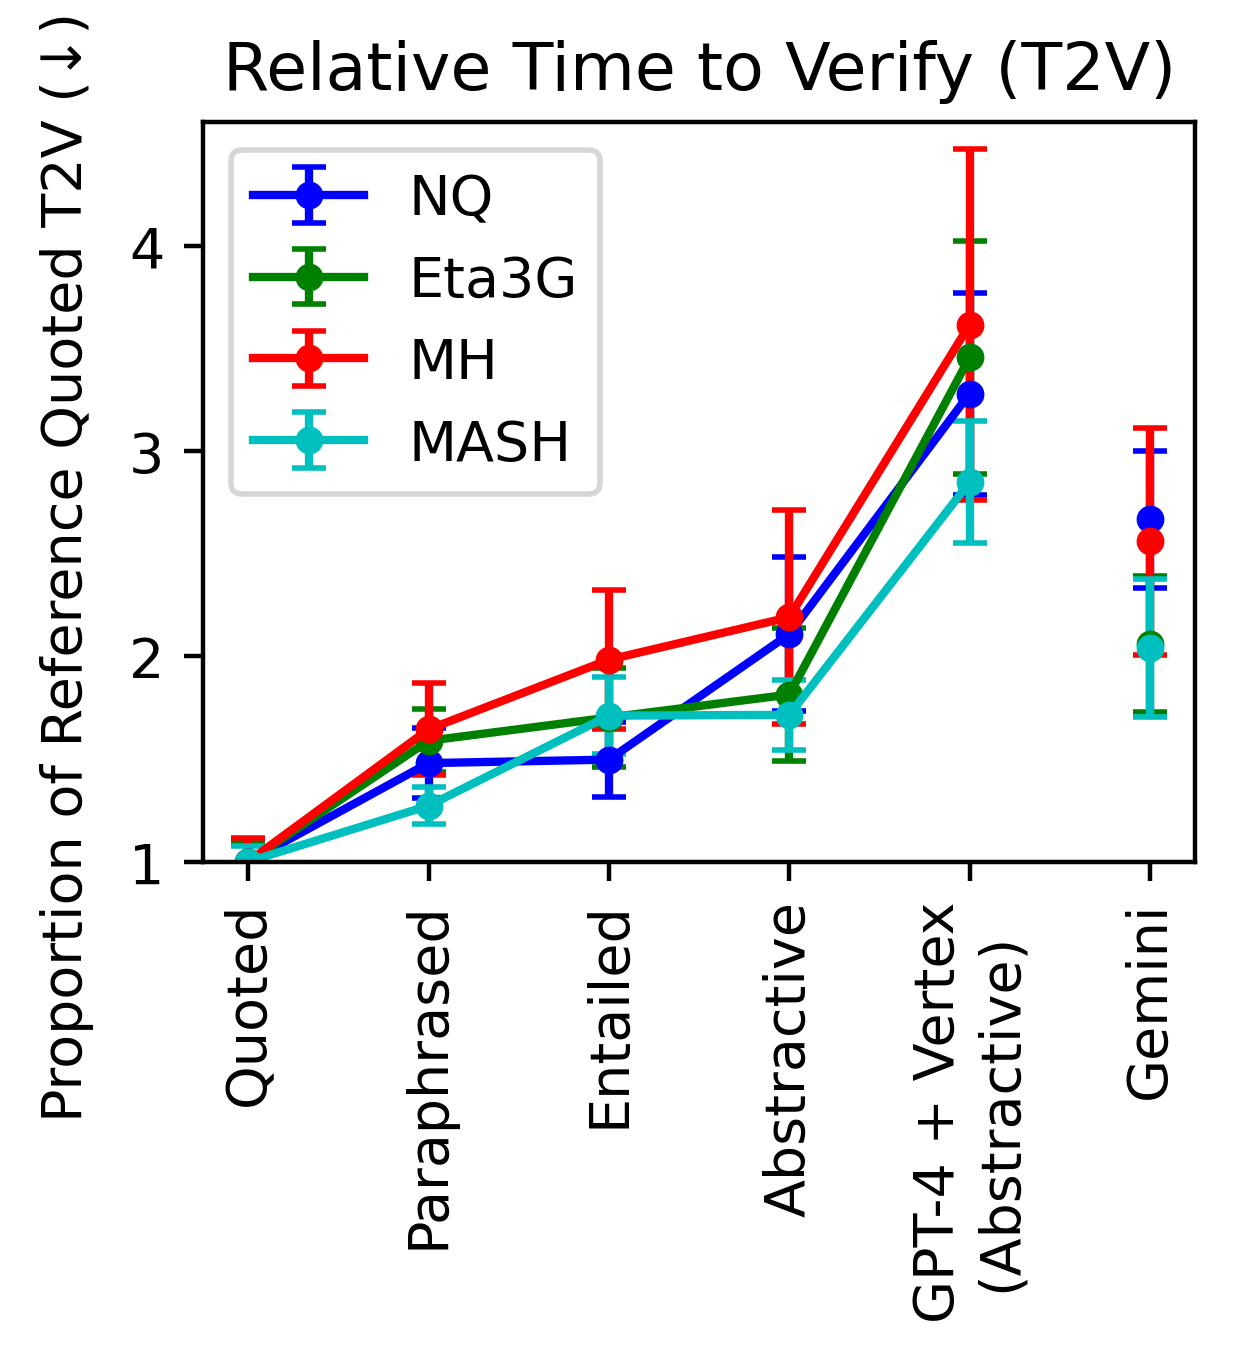 Relative Time to Verify (T2V)
Proportion of Reference Quoted T2V (↓)
NQ
Eta3G
MH
MASH
4
3
2
1
Quoted
Paraphrased
Entailed
Abstractive
GPT-4 + Vertex
(Abstractive)
Gemini